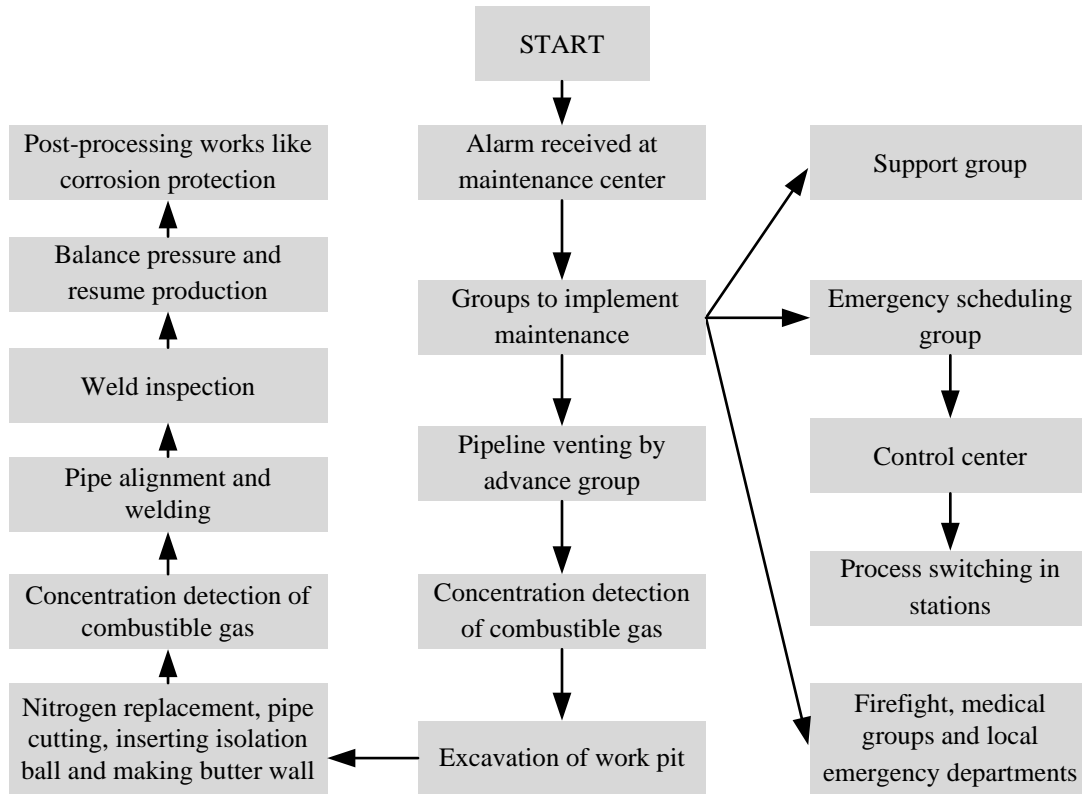 START
Alarm received at
maintenance center
Groups to implement
maintenance
Pipeline venting by
advance group
Concentration detection
of combustible gas
Excavation of work pit
Nitrogen replacement, pipe
cutting, inserting isolation
ball and making butter wall
Concentration detection of
combustible gas
Pipe alignment and
welding
Weld inspection
Balance pressure and
resume production
Post-processing works like
corrosion protection
Support group
Emergency scheduling
group
Control center
Process switching in
stations
Firefight, medical
groups and local
emergency departments